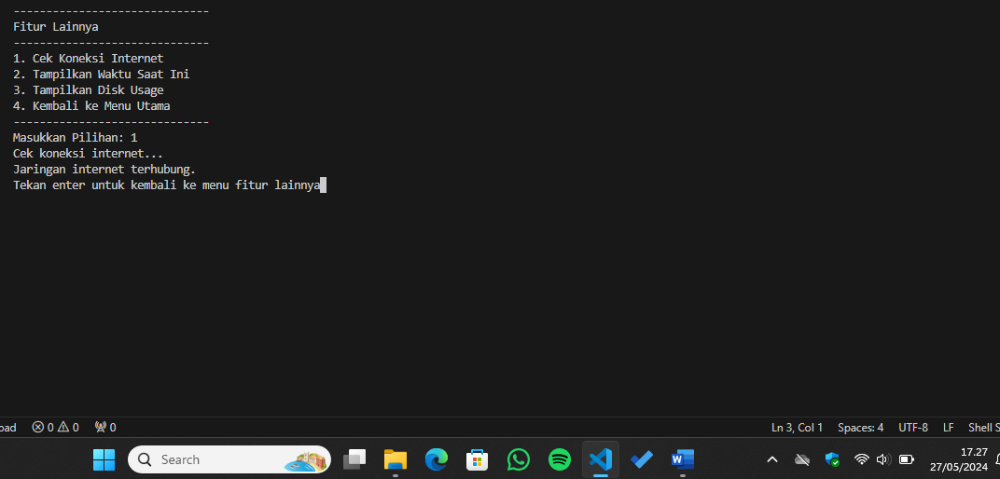 ------------------------------
Fitur Lainnya
------------------------------
1. Cek Koneksi Internet
2. Tampilkan Waktu Saat Ini
3. Tampilkan Disk Usage
4. Kembali ke Menu Utama
------------------------------
Masukkan Pilihan: 1
Cek koneksi internet...
Jaringan internet terhubung.
Tekan enter untuk kembali ke menu fitur lainnya
0 0 0 Ln 3, Col 1 Spaces: 4 UTF-8 LF Shell
Search 17.27
27/05/2024